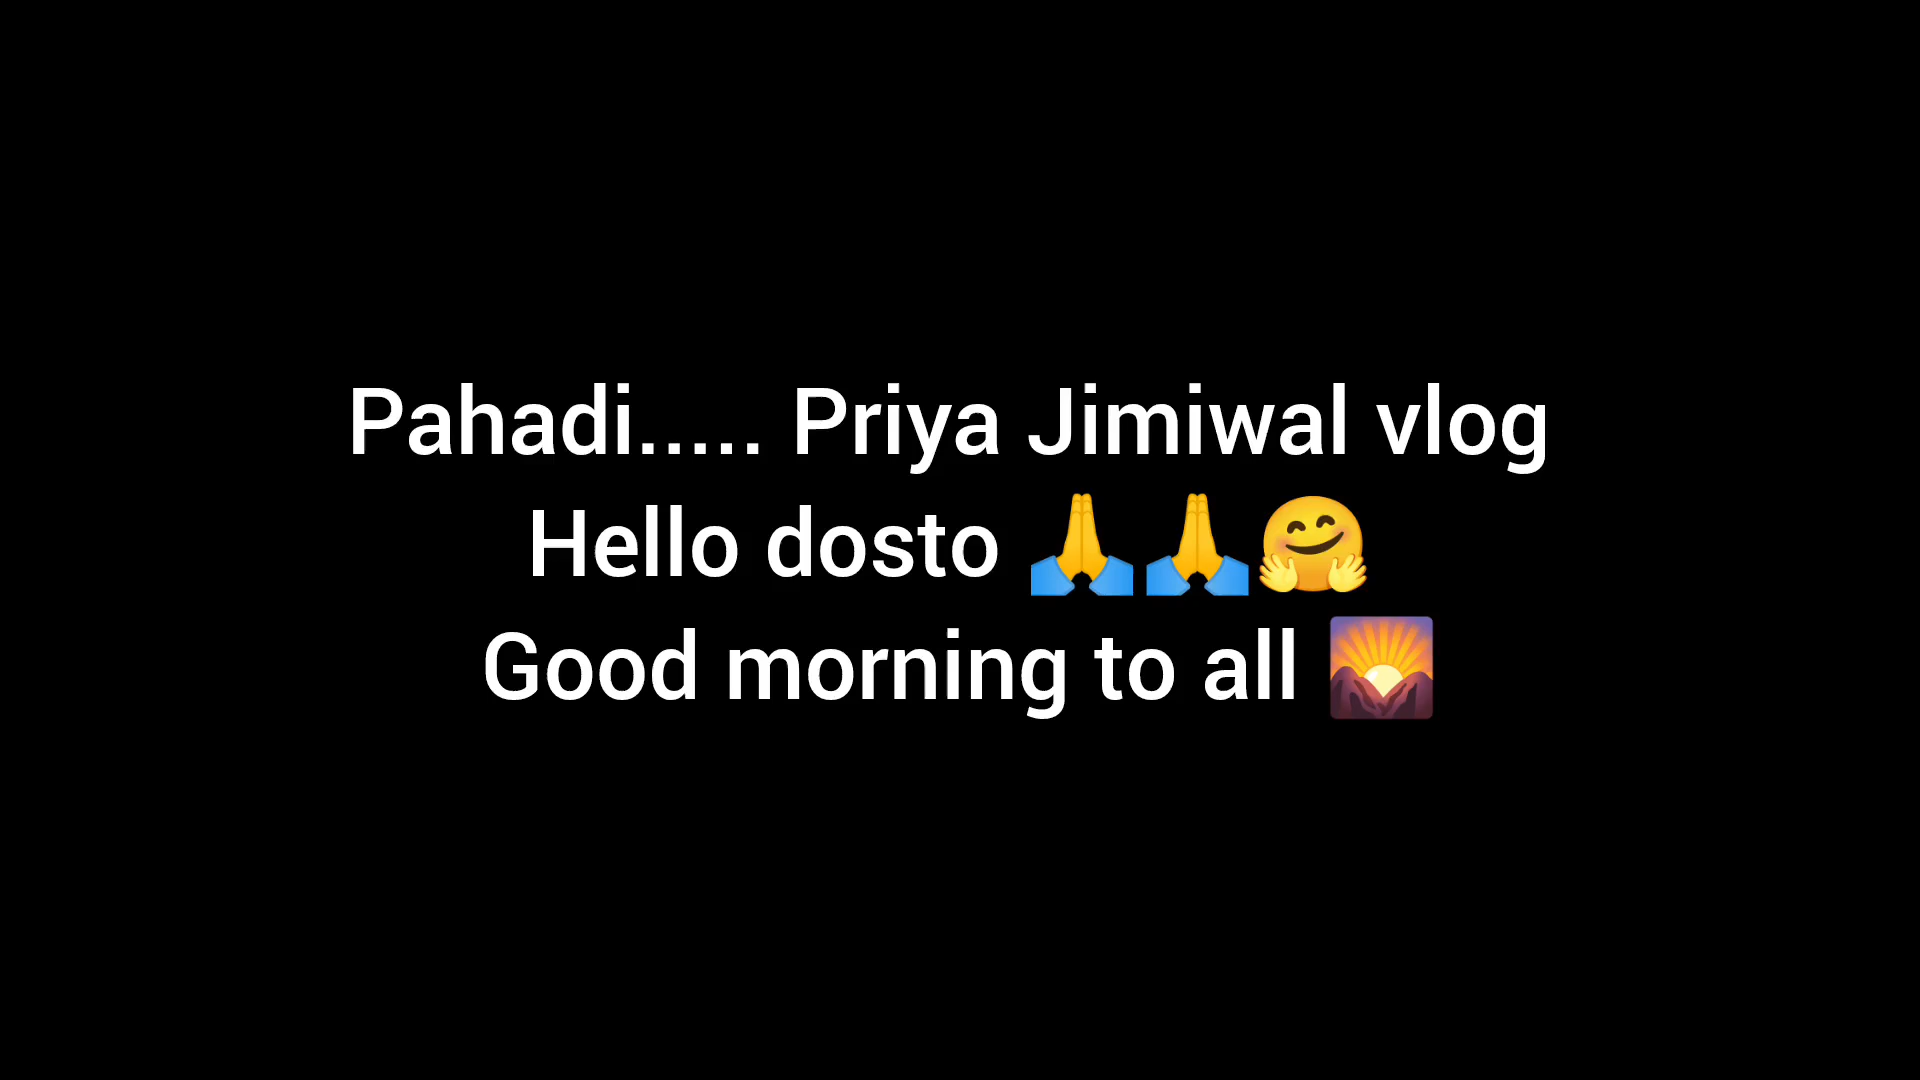 Pahadi..... Priya Jimiwal vlog
Hello dosto 🙏🙏🤗
Good morning to all 🌄